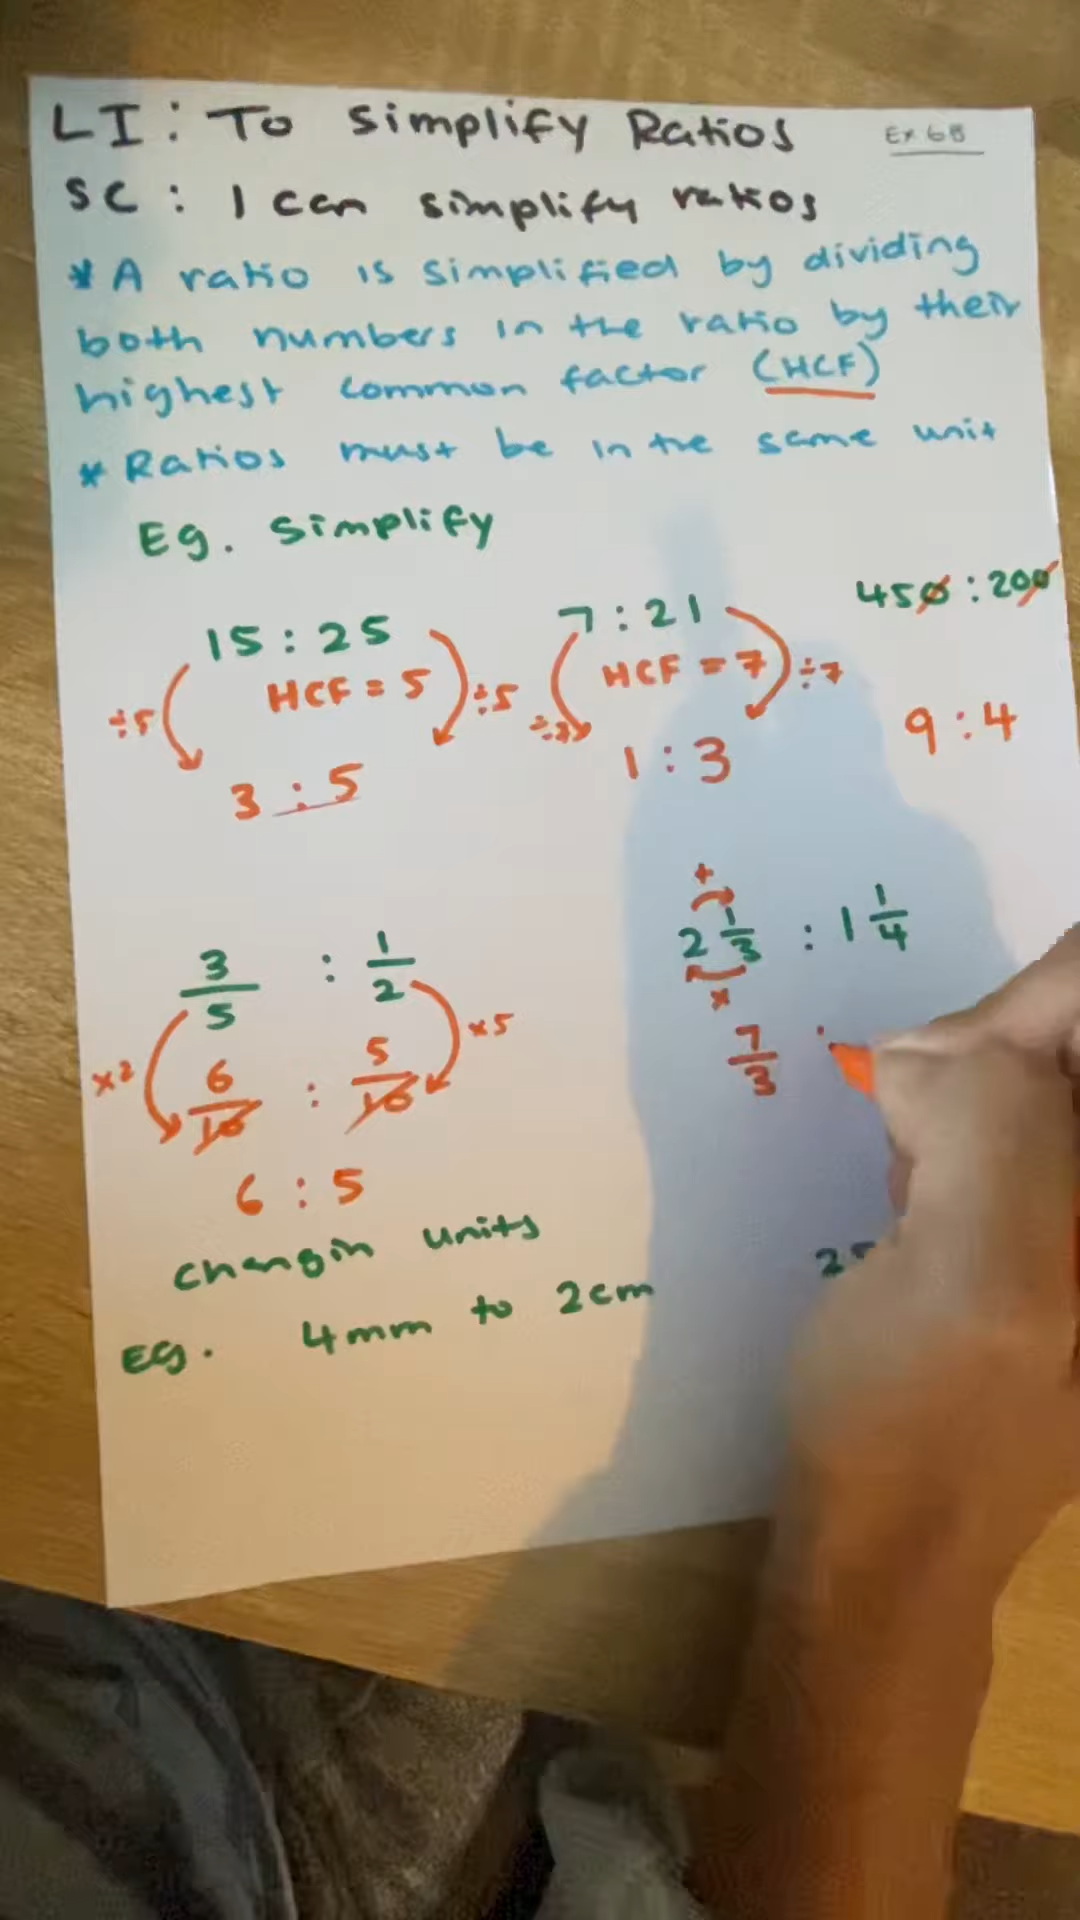 LI: To simplify Ratios Ex 6B
SC: I can simplify ratios
* A ratio is simplified by dividing
both numbers in the ratio by their
highest common factor (HCF)
* Ratios must be in the same unit
Eg. Simplify
15 : 25
HCF = 5
÷5 ÷5
3 : 5
7 : 21
HCF = 7
÷7
1 : 3
450 : 200
9 : 4
3/5 : 1/2
×2 ×5
6/10 : 5/10
6 : 5
+
2 1/3 : 1 1/4
×
7/3 :
Changin units
Eg. 4mm to 2cm